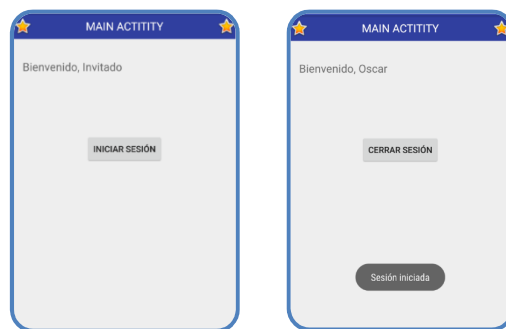 MAIN ACTITITY
Bienvenido, Invitado
INICIAR SESIÓN
MAIN ACTITITY
Bienvenido, Oscar
CERRAR SESIÓN
Sesión iniciada